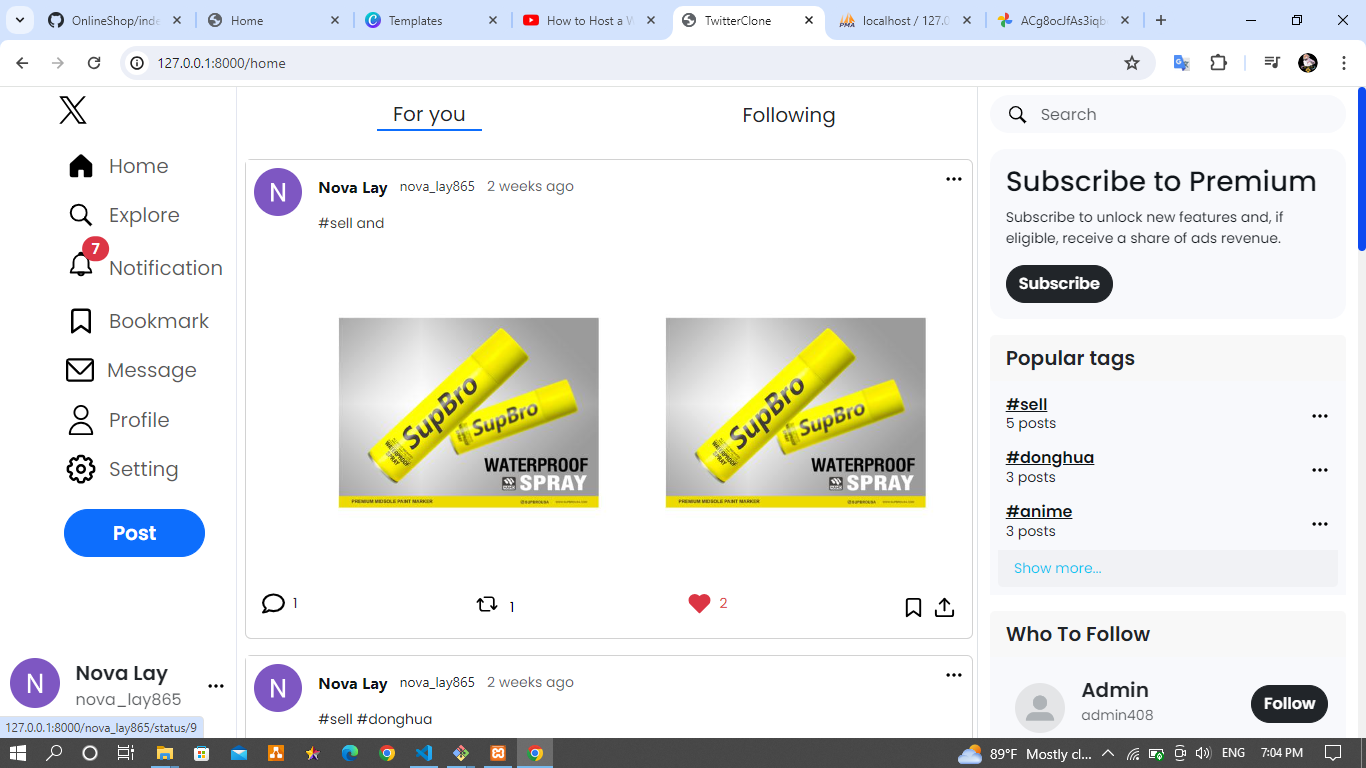 OnlineShop/inde
Home
Templates
How to Host a W
TwitterClone
localhost / 127.0
ACg8ocJfAs3iqb
127.0.0.1:8000/home
For you
Following
Search
Home
Explore
7
Notification
Bookmark
Message
Profile
Setting
Post
Nova Lay
nova_lay865
127.0.0.1:8000/nova_lay865/status/9
N
N
Nova Lay nova_lay865 2 weeks ago
#sell and
SupBro
SupBro
WATERPROOF
SPRAY
PREMIUM MIDSOLE PAINT MARKER
SupBro
SupBro
WATERPROOF
SPRAY
PREMIUM MIDSOLE PAINT MARKER
1
1
2
N
Nova Lay nova_lay865 2 weeks ago
#sell #donghua
Subscribe to Premium
Subscribe to unlock new features and, if
eligible, receive a share of ads revenue.
Subscribe
Popular tags
#sell
5 posts
#donghua
3 posts
#anime
3 posts
Show more...
Who To Follow
Admin
admin408
Follow
89°F Mostly cl...
ENG
7:04 PM